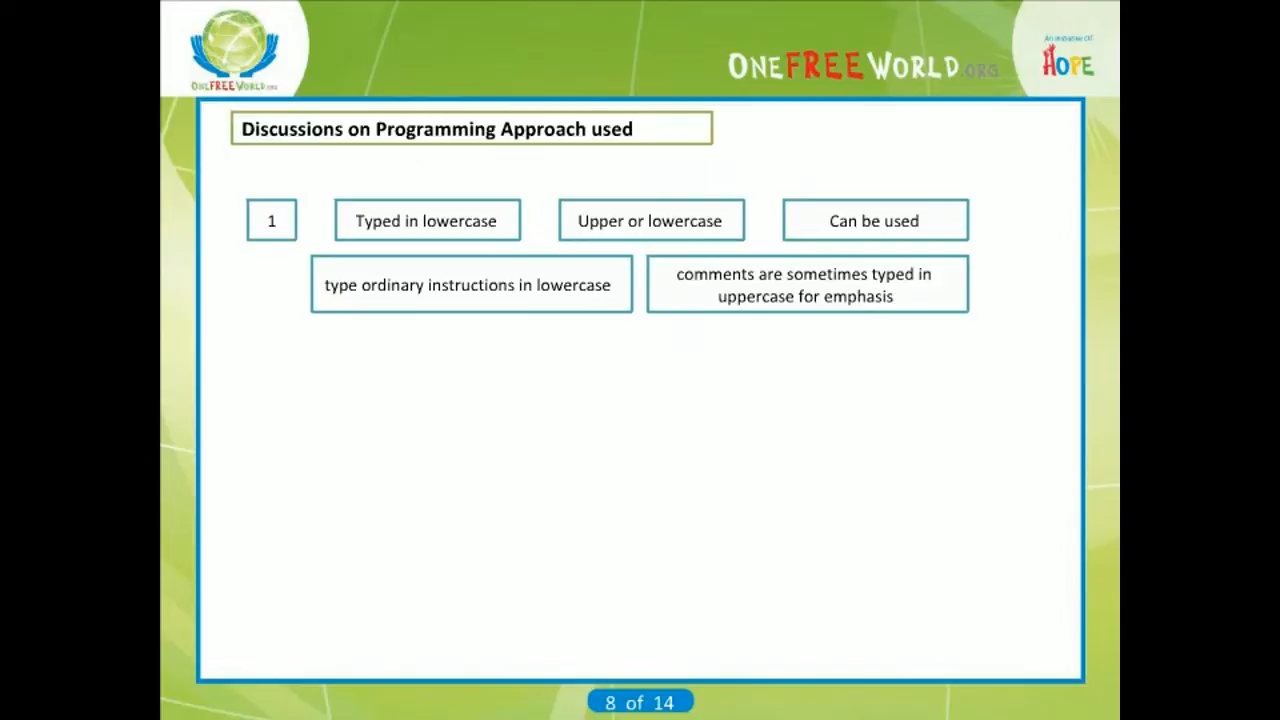 ONEFREEWORLD.ORG
ONEFREEWORLD.ORG
An Initiative Of
HOPE
Discussions on Programming Approach used
1
Typed in lowercase
Upper or lowercase
Can be used
type ordinary instructions in lowercase
comments are sometimes typed in
uppercase for emphasis
8 of 14